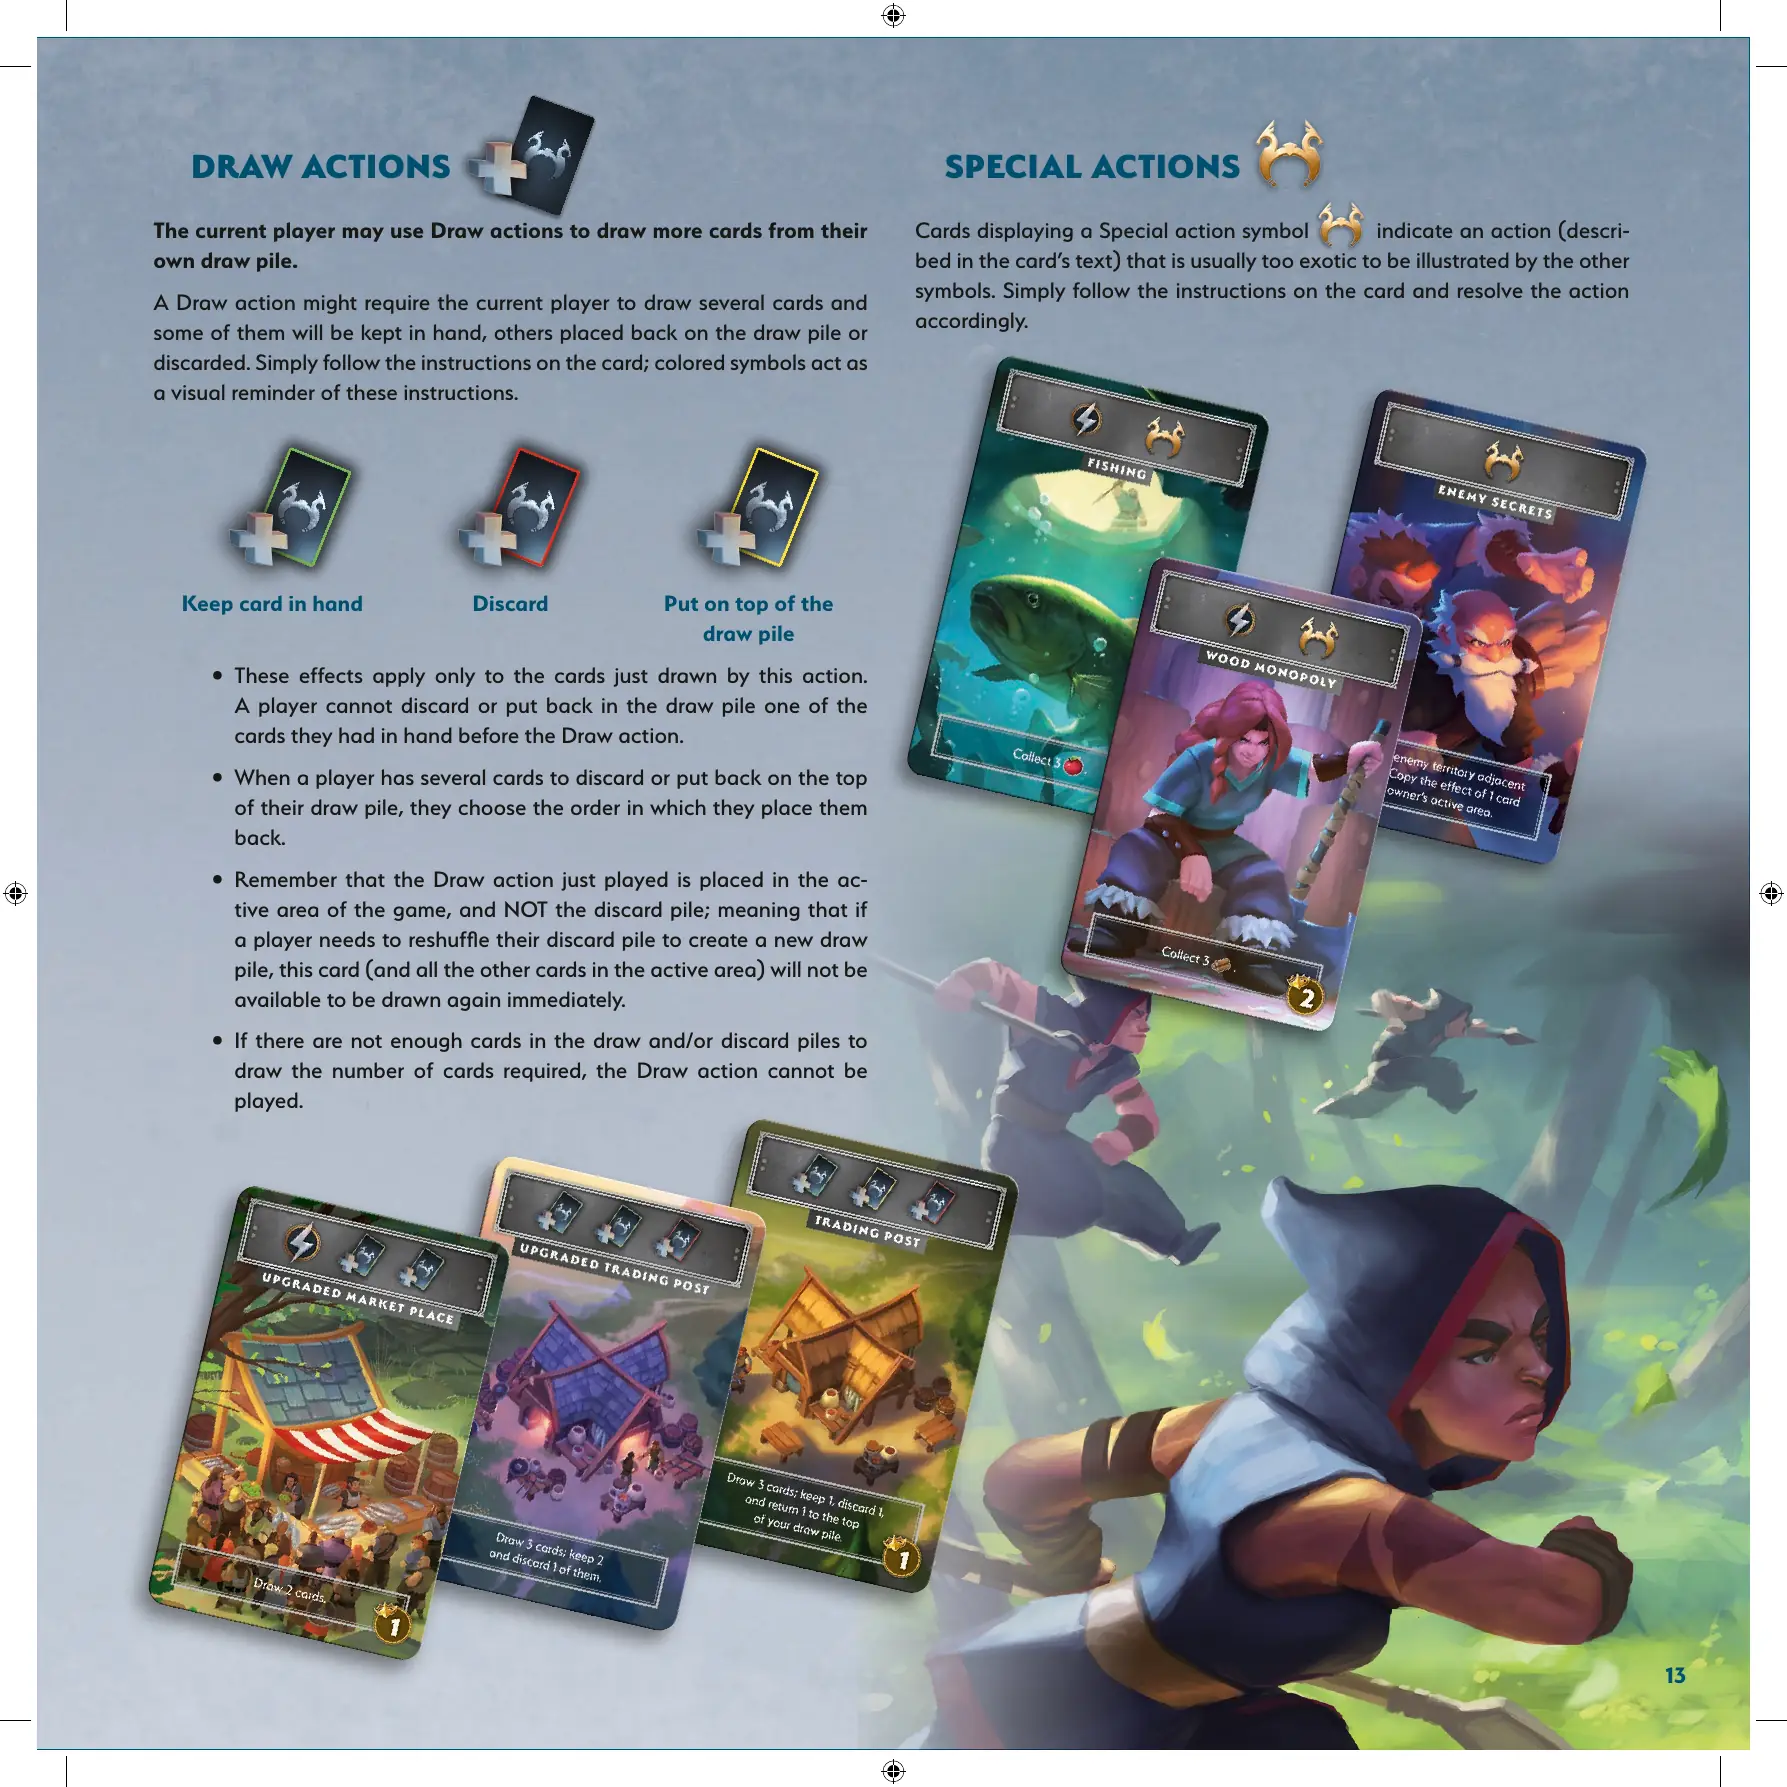 DRAW ACTIONS
The current player may use Draw actions to draw more cards from their
own draw pile.
A Draw action might require the current player to draw several cards and
some of them will be kept in hand, others placed back on the draw pile or
discarded. Simply follow the instructions on the card; colored symbols act as
a visual reminder of these instructions.
Keep card in hand
Discard
Put on top of the
draw pile
• These effects apply only to the cards just drawn by this action.
A player cannot discard or put back in the draw pile one of the
cards they had in hand before the Draw action.
• When a player has several cards to discard or put back on the top
of their draw pile, they choose the order in which they place them
back.
• Remember that the Draw action just played is placed in the ac-
tive area of the game, and NOT the discard pile; meaning that if
a player needs to reshuffle their discard pile to create a new draw
pile, this card (and all the other cards in the active area) will not be
available to be drawn again immediately.
• If there are not enough cards in the draw and/or discard piles to
draw the number of cards required, the Draw action cannot be
played.
UPGRADED MARKET PLACE
Draw 2 cards.
1
UPGRADED TRADING POST
Draw 3 cards; keep 2
and discard 1 of them.
TRADING POST
Draw 3 cards; keep 1, discard 1,
and return 1 to the top
of your draw pile.
1
SPECIAL ACTIONS
Cards displaying a Special action symbol indicate an action (descri-
bed in the card's text) that is usually too exotic to be illustrated by the other
symbols. Simply follow the instructions on the card and resolve the action
accordingly.
FISHING
Collect 3 .
WOOD MONOPOLY
Collect 3 .
2
ENEMY SECRETS
enemy territory adjacent
Copy the effect of 1 card
owner's active area.
13